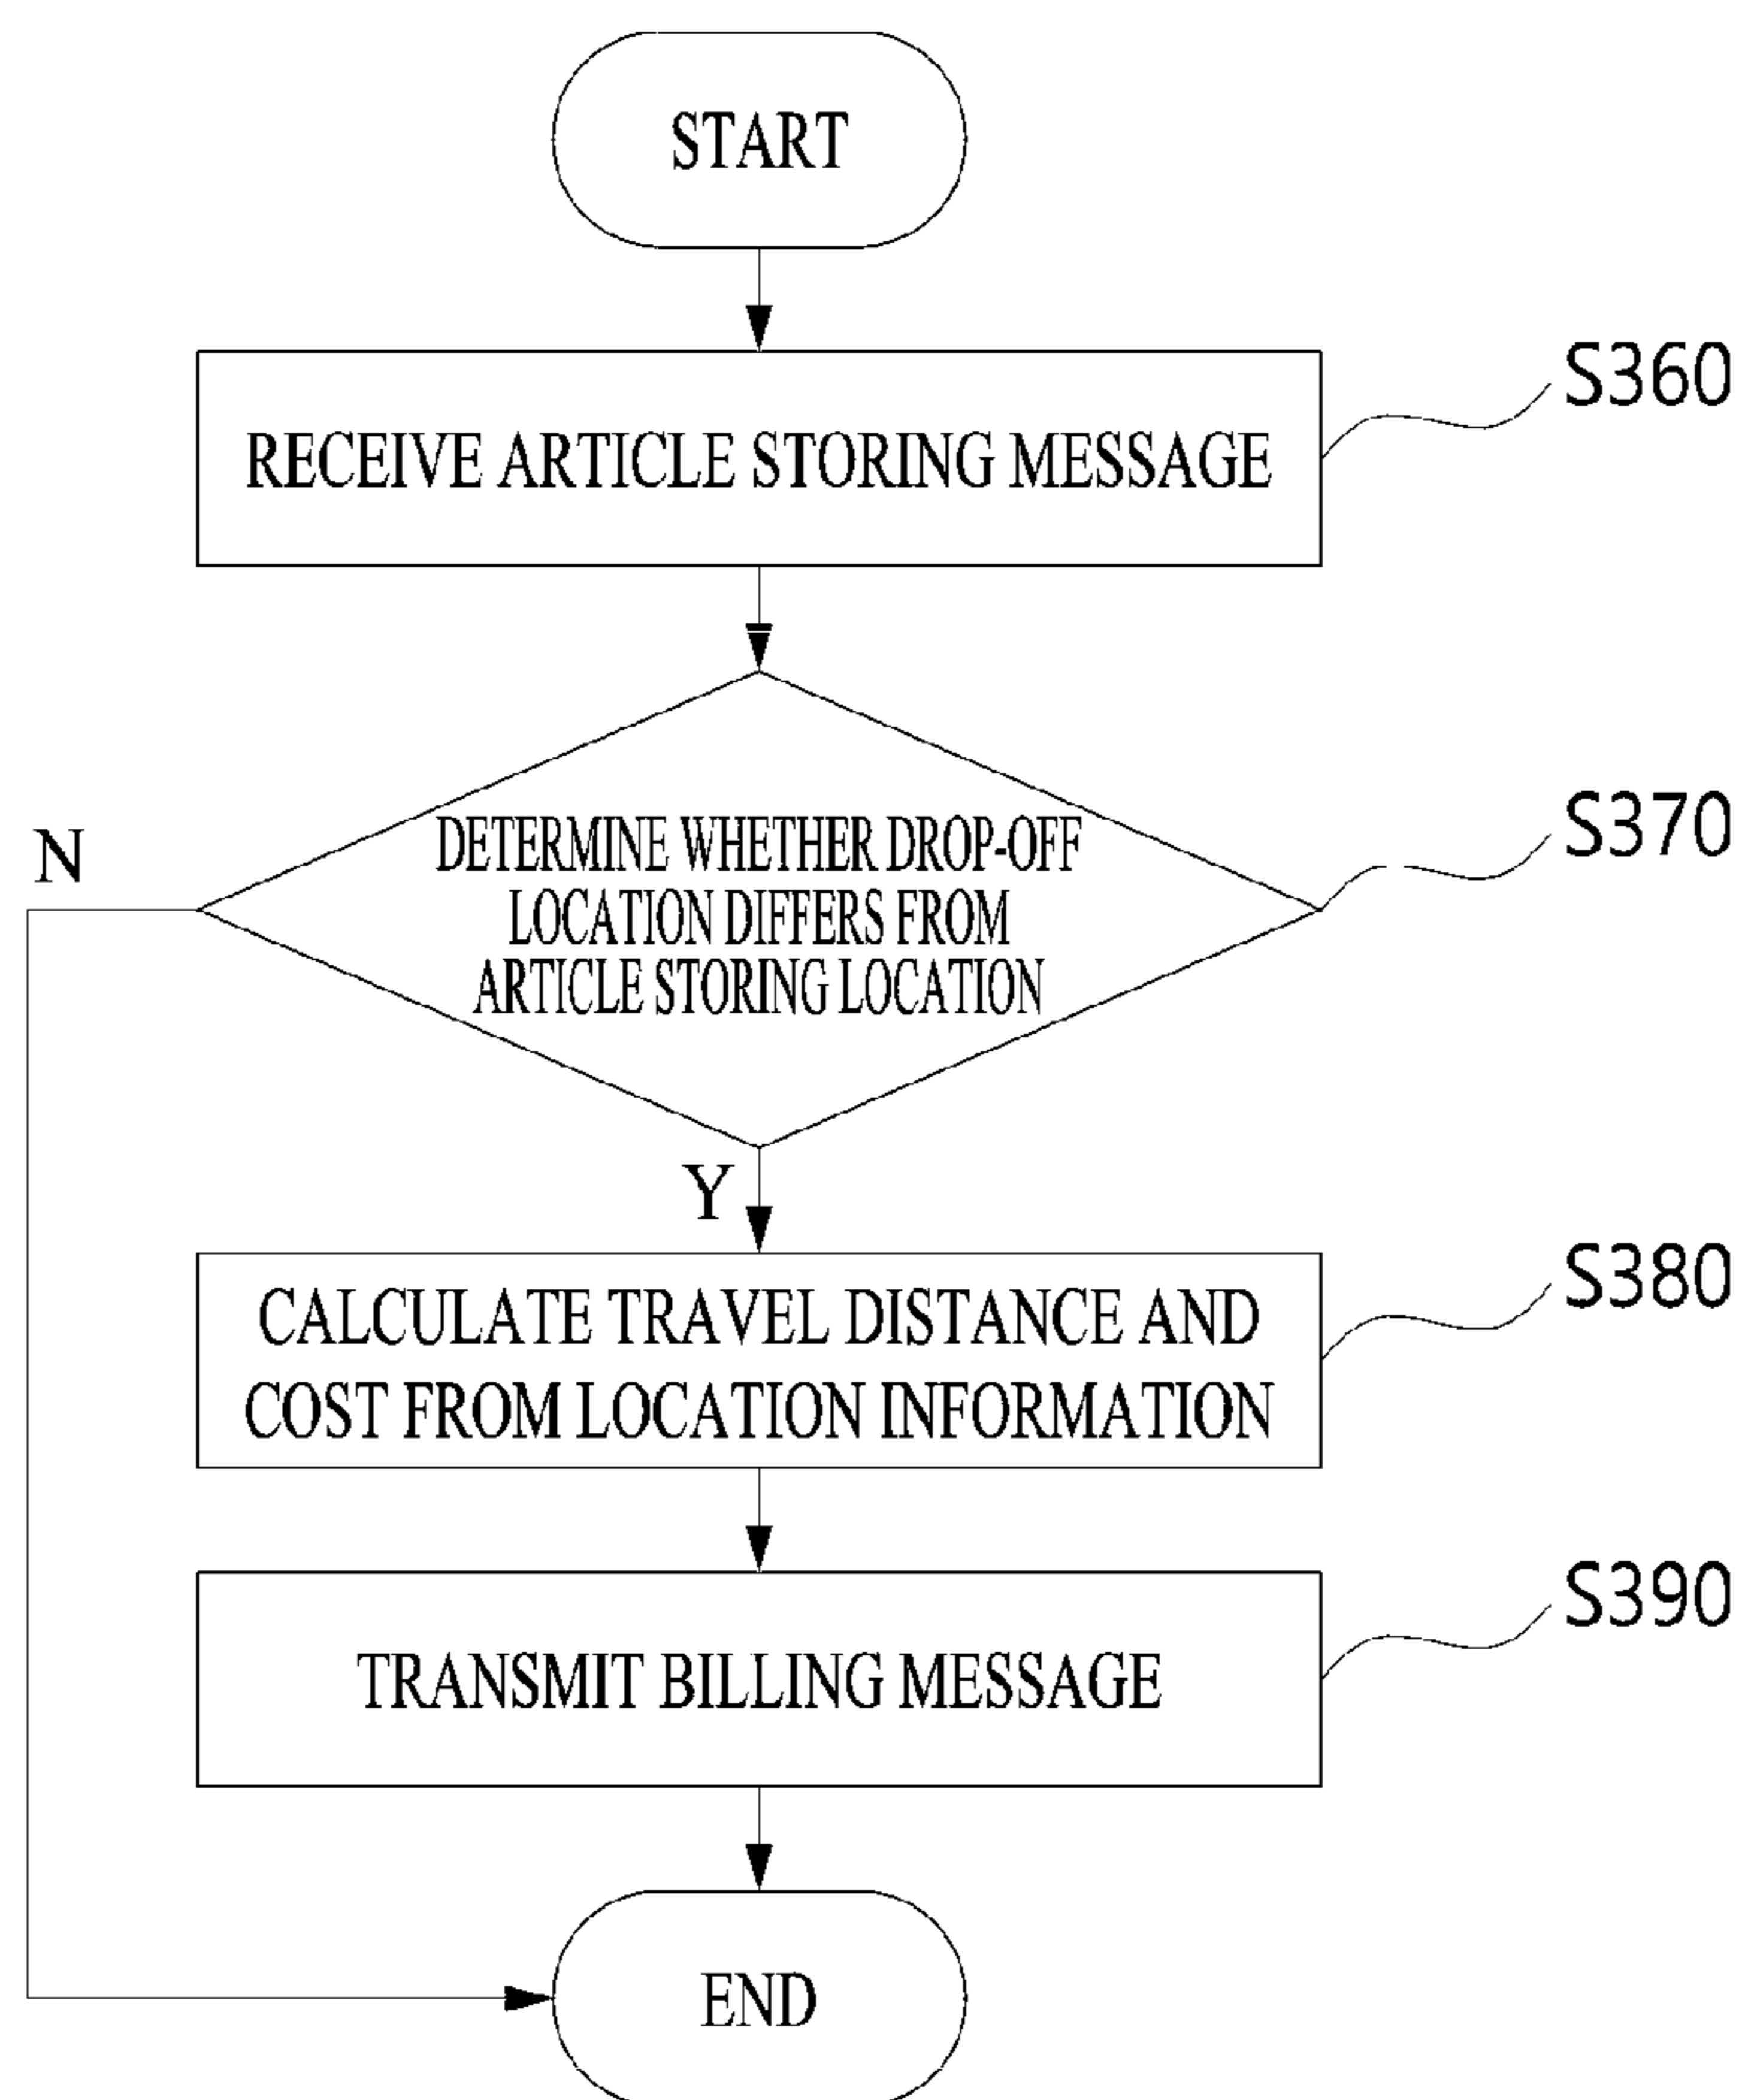 START
RECEIVE ARTICLE STORING MESSAGE
S360
DETERMINE WHETHER DROP-OFF
LOCATION DIFFERS FROM
ARTICLE STORING LOCATION
S370
N
Y
CALCULATE TRAVEL DISTANCE AND
COST FROM LOCATION INFORMATION
S380
TRANSMIT BILLING MESSAGE
S390
END